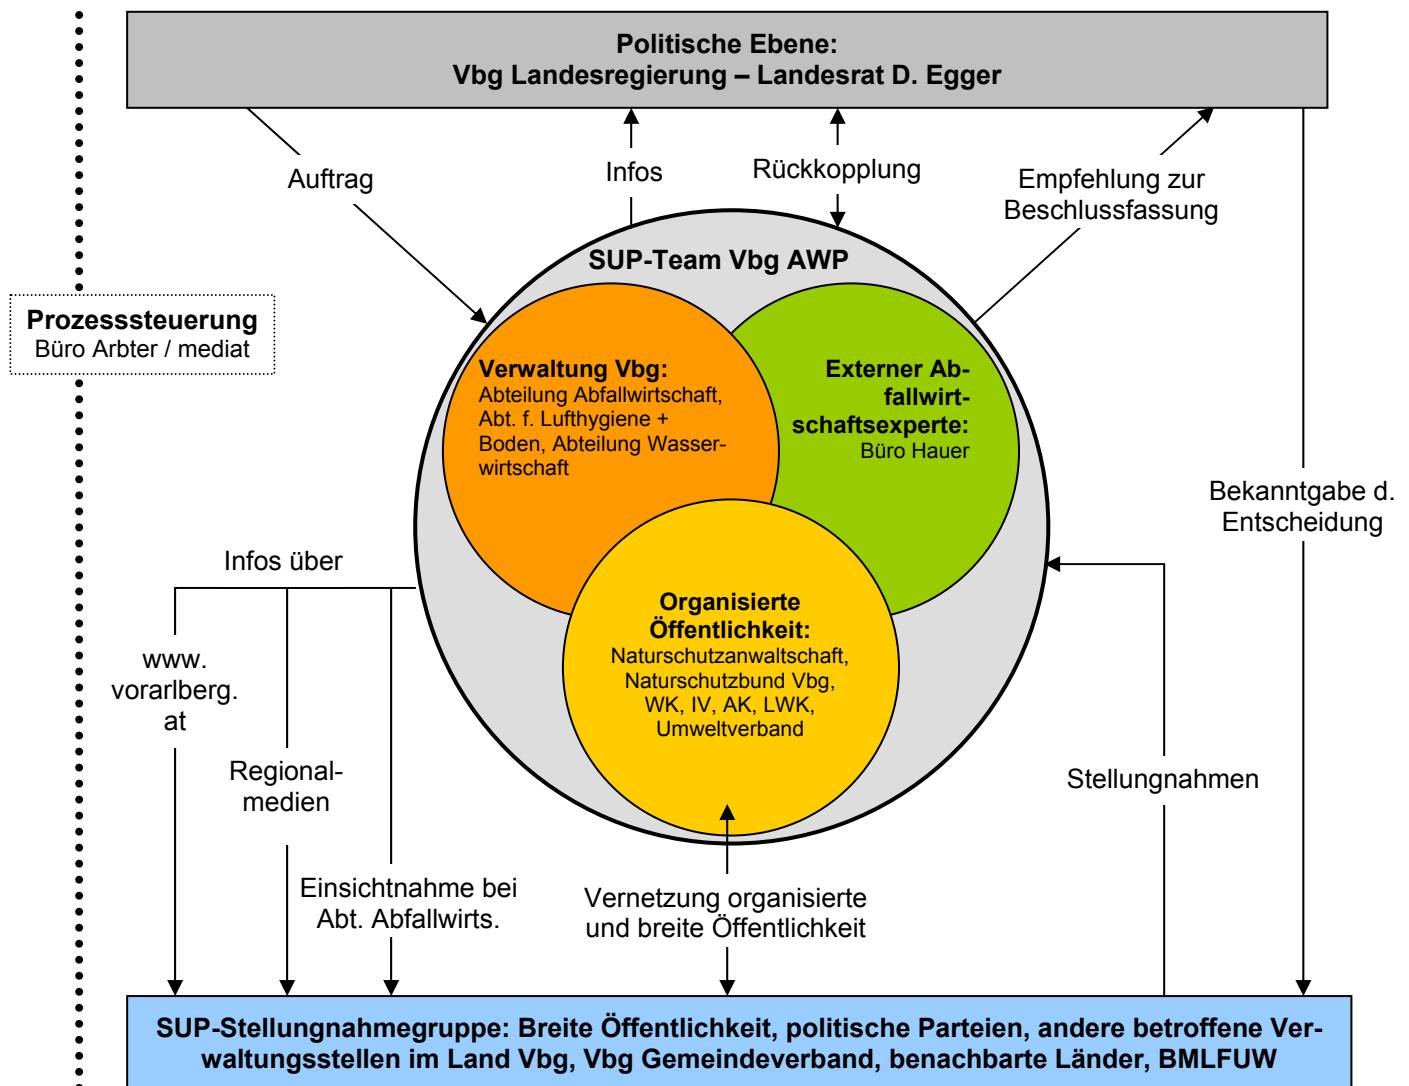 Politische Ebene:
Vbg Landesregierung – Landesrat D. Egger
Auftrag
Infos
Rückkopplung
Empfehlung zur
Beschlussfassung
SUP-Team Vbg AWP
Prozesssteuerung
Büro Arbter / mediat
Verwaltung Vbg:
Abteilung Abfallwirtschaft,
Abt. f. Lufthygiene +
Boden, Abteilung Wasser-
wirtschaft
Externer Ab-
fallwirt-
schaftsexperte:
Büro Hauer
Bekanntgabe d.
Entscheidung
Infos über
Organisierte
Öffentlichkeit:
Naturschutzanwaltschaft,
Naturschutzbund Vbg,
WK, IV, AK, LWK,
Umweltverband
www.
vorarlberg.
at
Regional-
medien
Stellungnahmen
Einsichtnahme bei
Abt. Abfallwirts.
Vernetzung organisierte
und breite Öffentlichkeit
SUP-Stellungnahmegruppe: Breite Öffentlichkeit, politische Parteien, andere betroffene Ver-
waltungsstellen im Land Vbg, Vbg Gemeindeverband, benachbarte Länder, BMLFUW